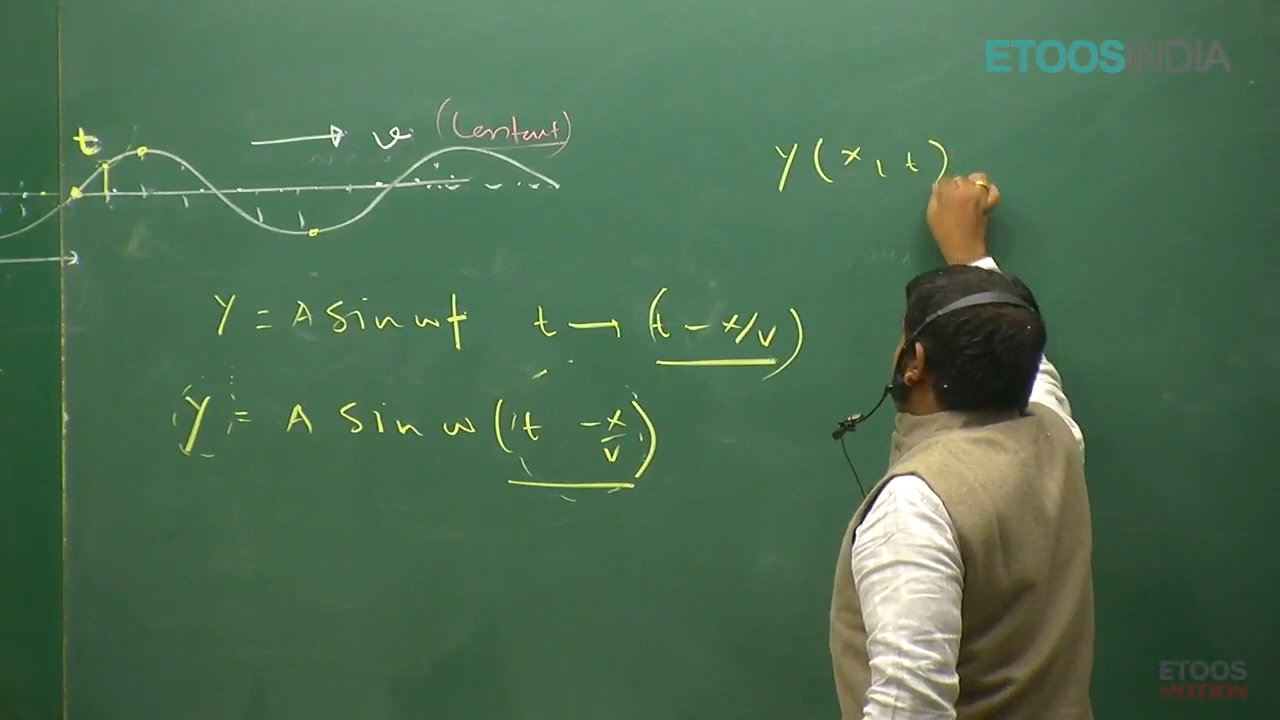 ETOOSINDIA
t
v (Constant)
y(x, t)
y = A sin ωt t → (t - x/v)
y = A sin ω(t - x/v)
ETOOS
MOTION